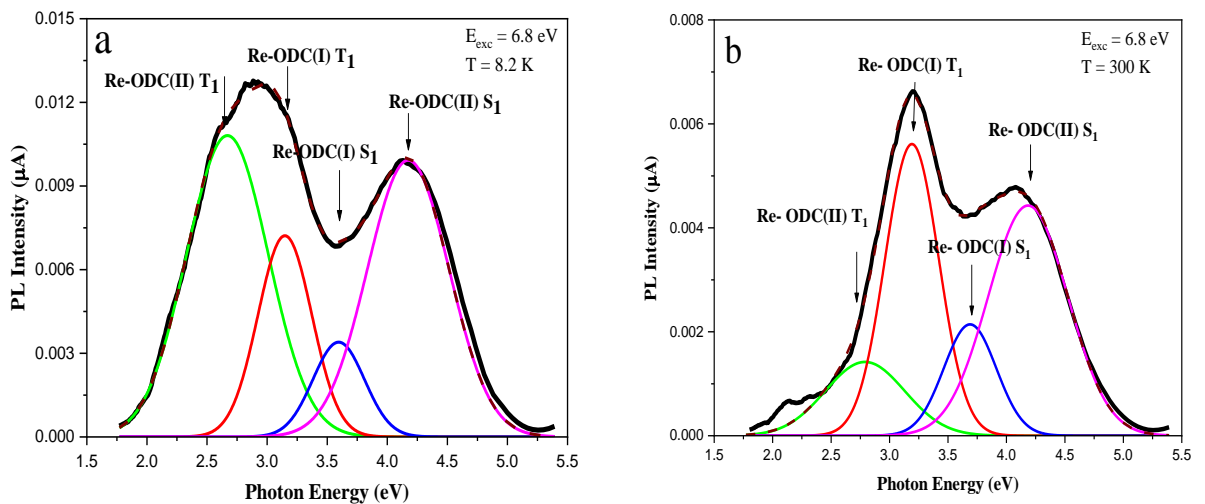 a
E_exc = 6.8 eV
T = 8.2 K
Re-ODC(I) T1
Re-ODC(II) T1
Re-ODC(II) S1
Re-ODC(I) S1
PL Intensity (μA)
0.015
0.012
0.009
0.006
0.003
0.000
1.5 2.0 2.5 3.0 3.5 4.0 4.5 5.0 5.5
Photon Energy (eV)
b
E_exc = 6.8 eV
T = 300 K
Re- ODC(I) T1
Re- ODC(II) S1
Re- ODC(II) T1
Re- ODC(I) S1
PL Intensity (μA)
0.008
0.006
0.004
0.002
0.000
1.5 2.0 2.5 3.0 3.5 4.0 4.5 5.0 5.5
Photon Energy (eV)